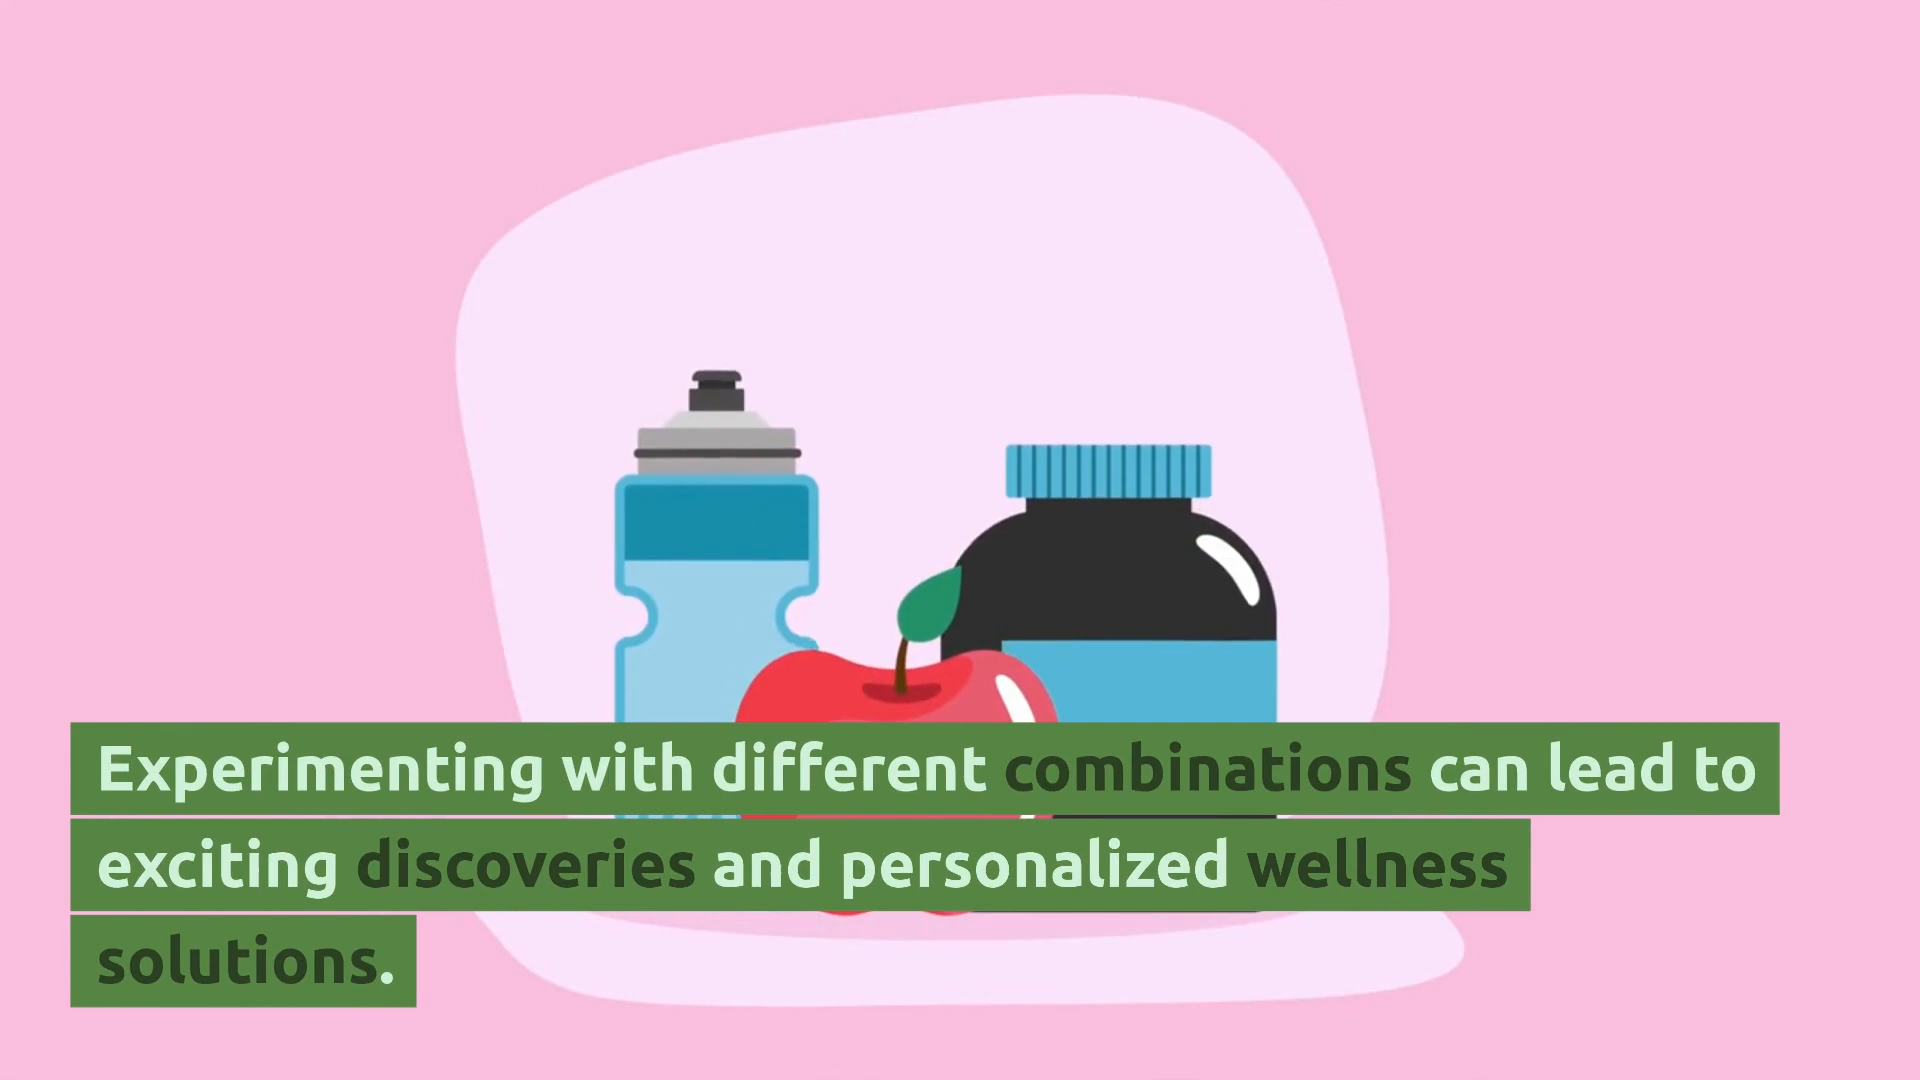 Experimenting with different combinations can lead to
exciting discoveries and personalized wellness
solutions.